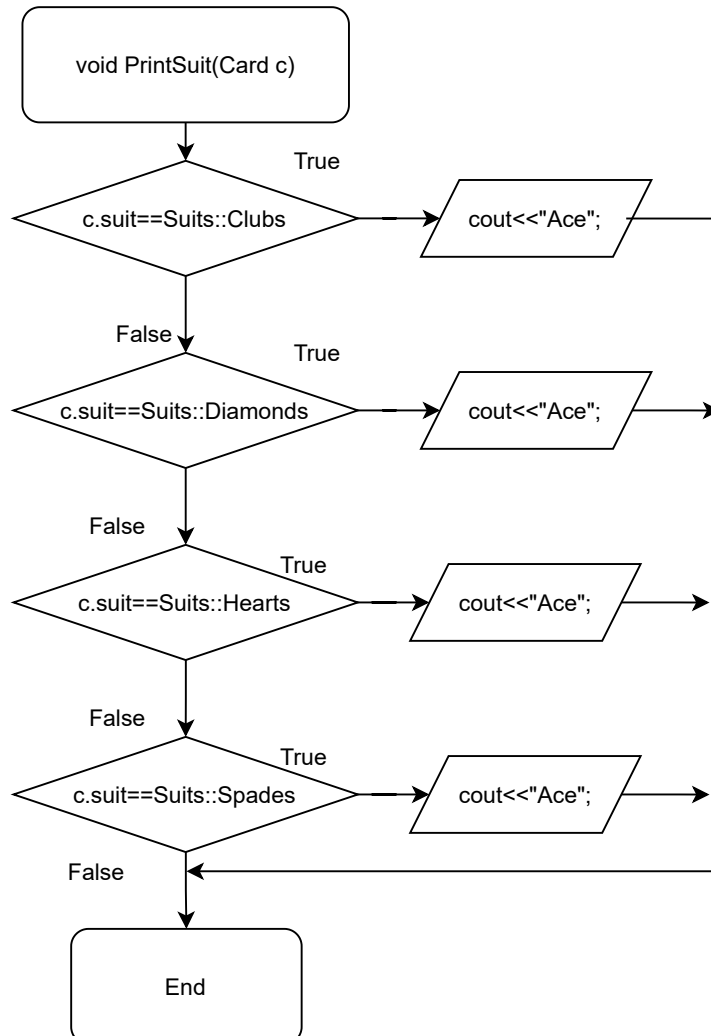 void PrintSuit(Card c)
True
c.suit==Suits::Clubs
cout<<"Ace";
False
True
c.suit==Suits::Diamonds
cout<<"Ace";
False
True
c.suit==Suits::Hearts
cout<<"Ace";
False
True
c.suit==Suits::Spades
cout<<"Ace";
False
End